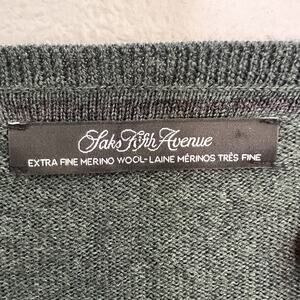 Saks Fifth Avenue
EXTRA FINE MERINO WOOL-LAINE MÉRINOS TRÈS FINE